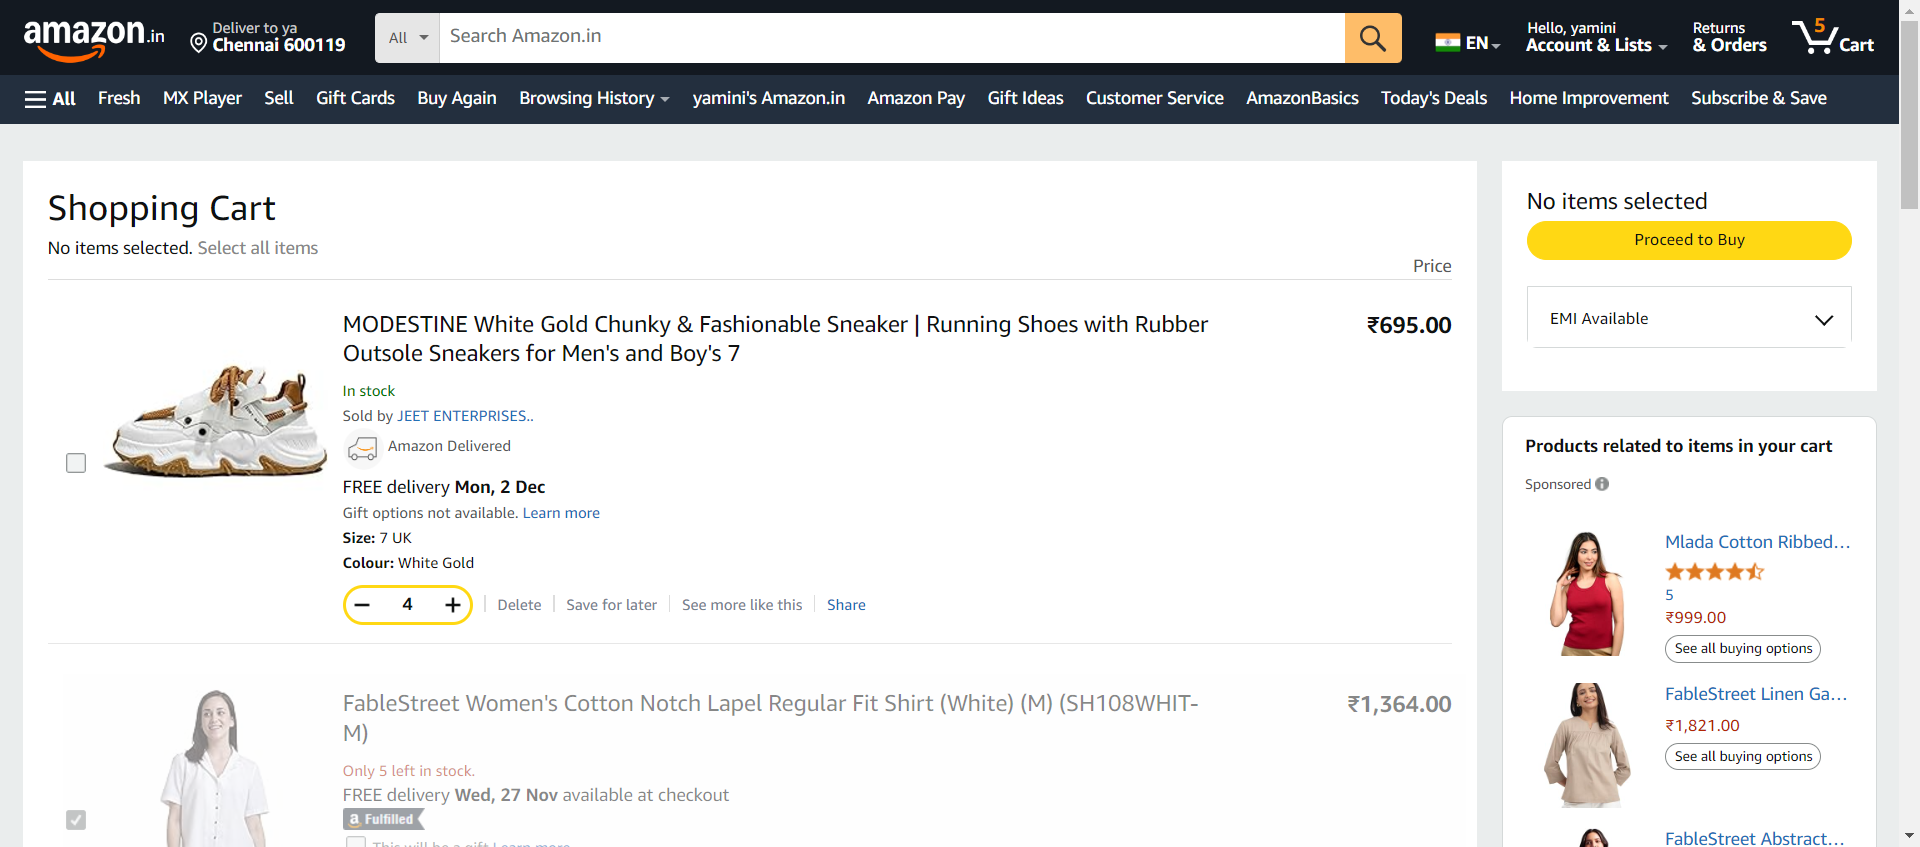 amazon.in
Deliver to ya
Chennai 600119
All
Search Amazon.in
EN
Hello, yamini
Account & Lists
Returns
& Orders
5
Cart
All
Fresh
MX Player
Sell
Gift Cards
Buy Again
Browsing History
yamini's Amazon.in
Amazon Pay
Gift Ideas
Customer Service
AmazonBasics
Today's Deals
Home Improvement
Subscribe & Save
Shopping Cart
No items selected. Select all items
Price
MODESTINE White Gold Chunky & Fashionable Sneaker | Running Shoes with Rubber
Outsole Sneakers for Men's and Boy's 7
₹695.00
In stock
Sold by JEET ENTERPRISES..
Amazon Delivered
FREE delivery Mon, 2 Dec
Gift options not available. Learn more
Size: 7 UK
Colour: White Gold
4
Delete
Save for later
See more like this
Share
FableStreet Women's Cotton Notch Lapel Regular Fit Shirt (White) (M) (SH108WHIT-
M)
₹1,364.00
Only 5 left in stock.
FREE delivery Wed, 27 Nov available at checkout
a Fulfilled
This will be a gift Learn more
No items selected
Proceed to Buy
EMI Available
Products related to items in your cart
Sponsored
Mlada Cotton Ribbed...
5
₹999.00
See all buying options
FableStreet Linen Ga...
₹1,821.00
See all buying options
FableStreet Abstract...